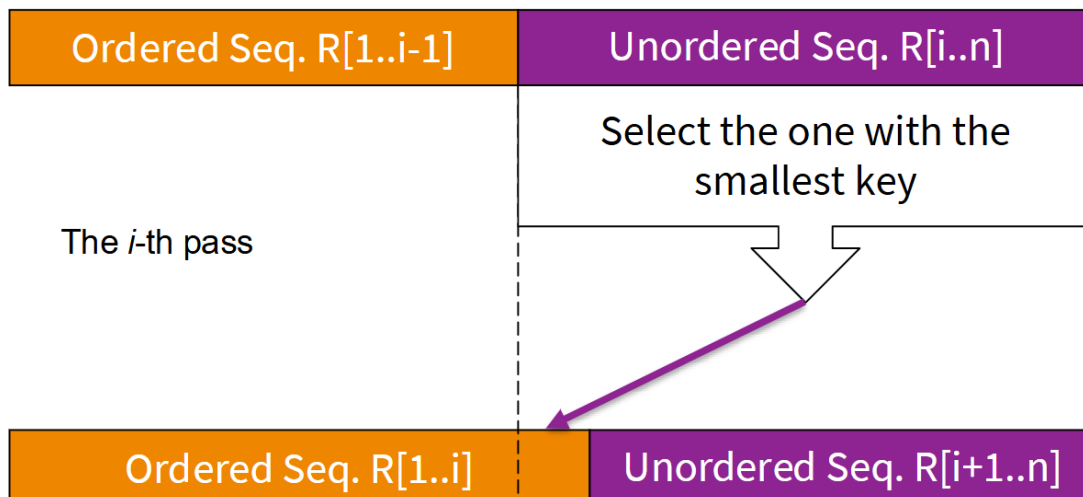 Ordered Seq. R[1..i-1]
Unordered Seq. R[i..n]
Select the one with the
smallest key
The i-th pass
Ordered Seq. R[1..i]
Unordered Seq. R[i+1..n]